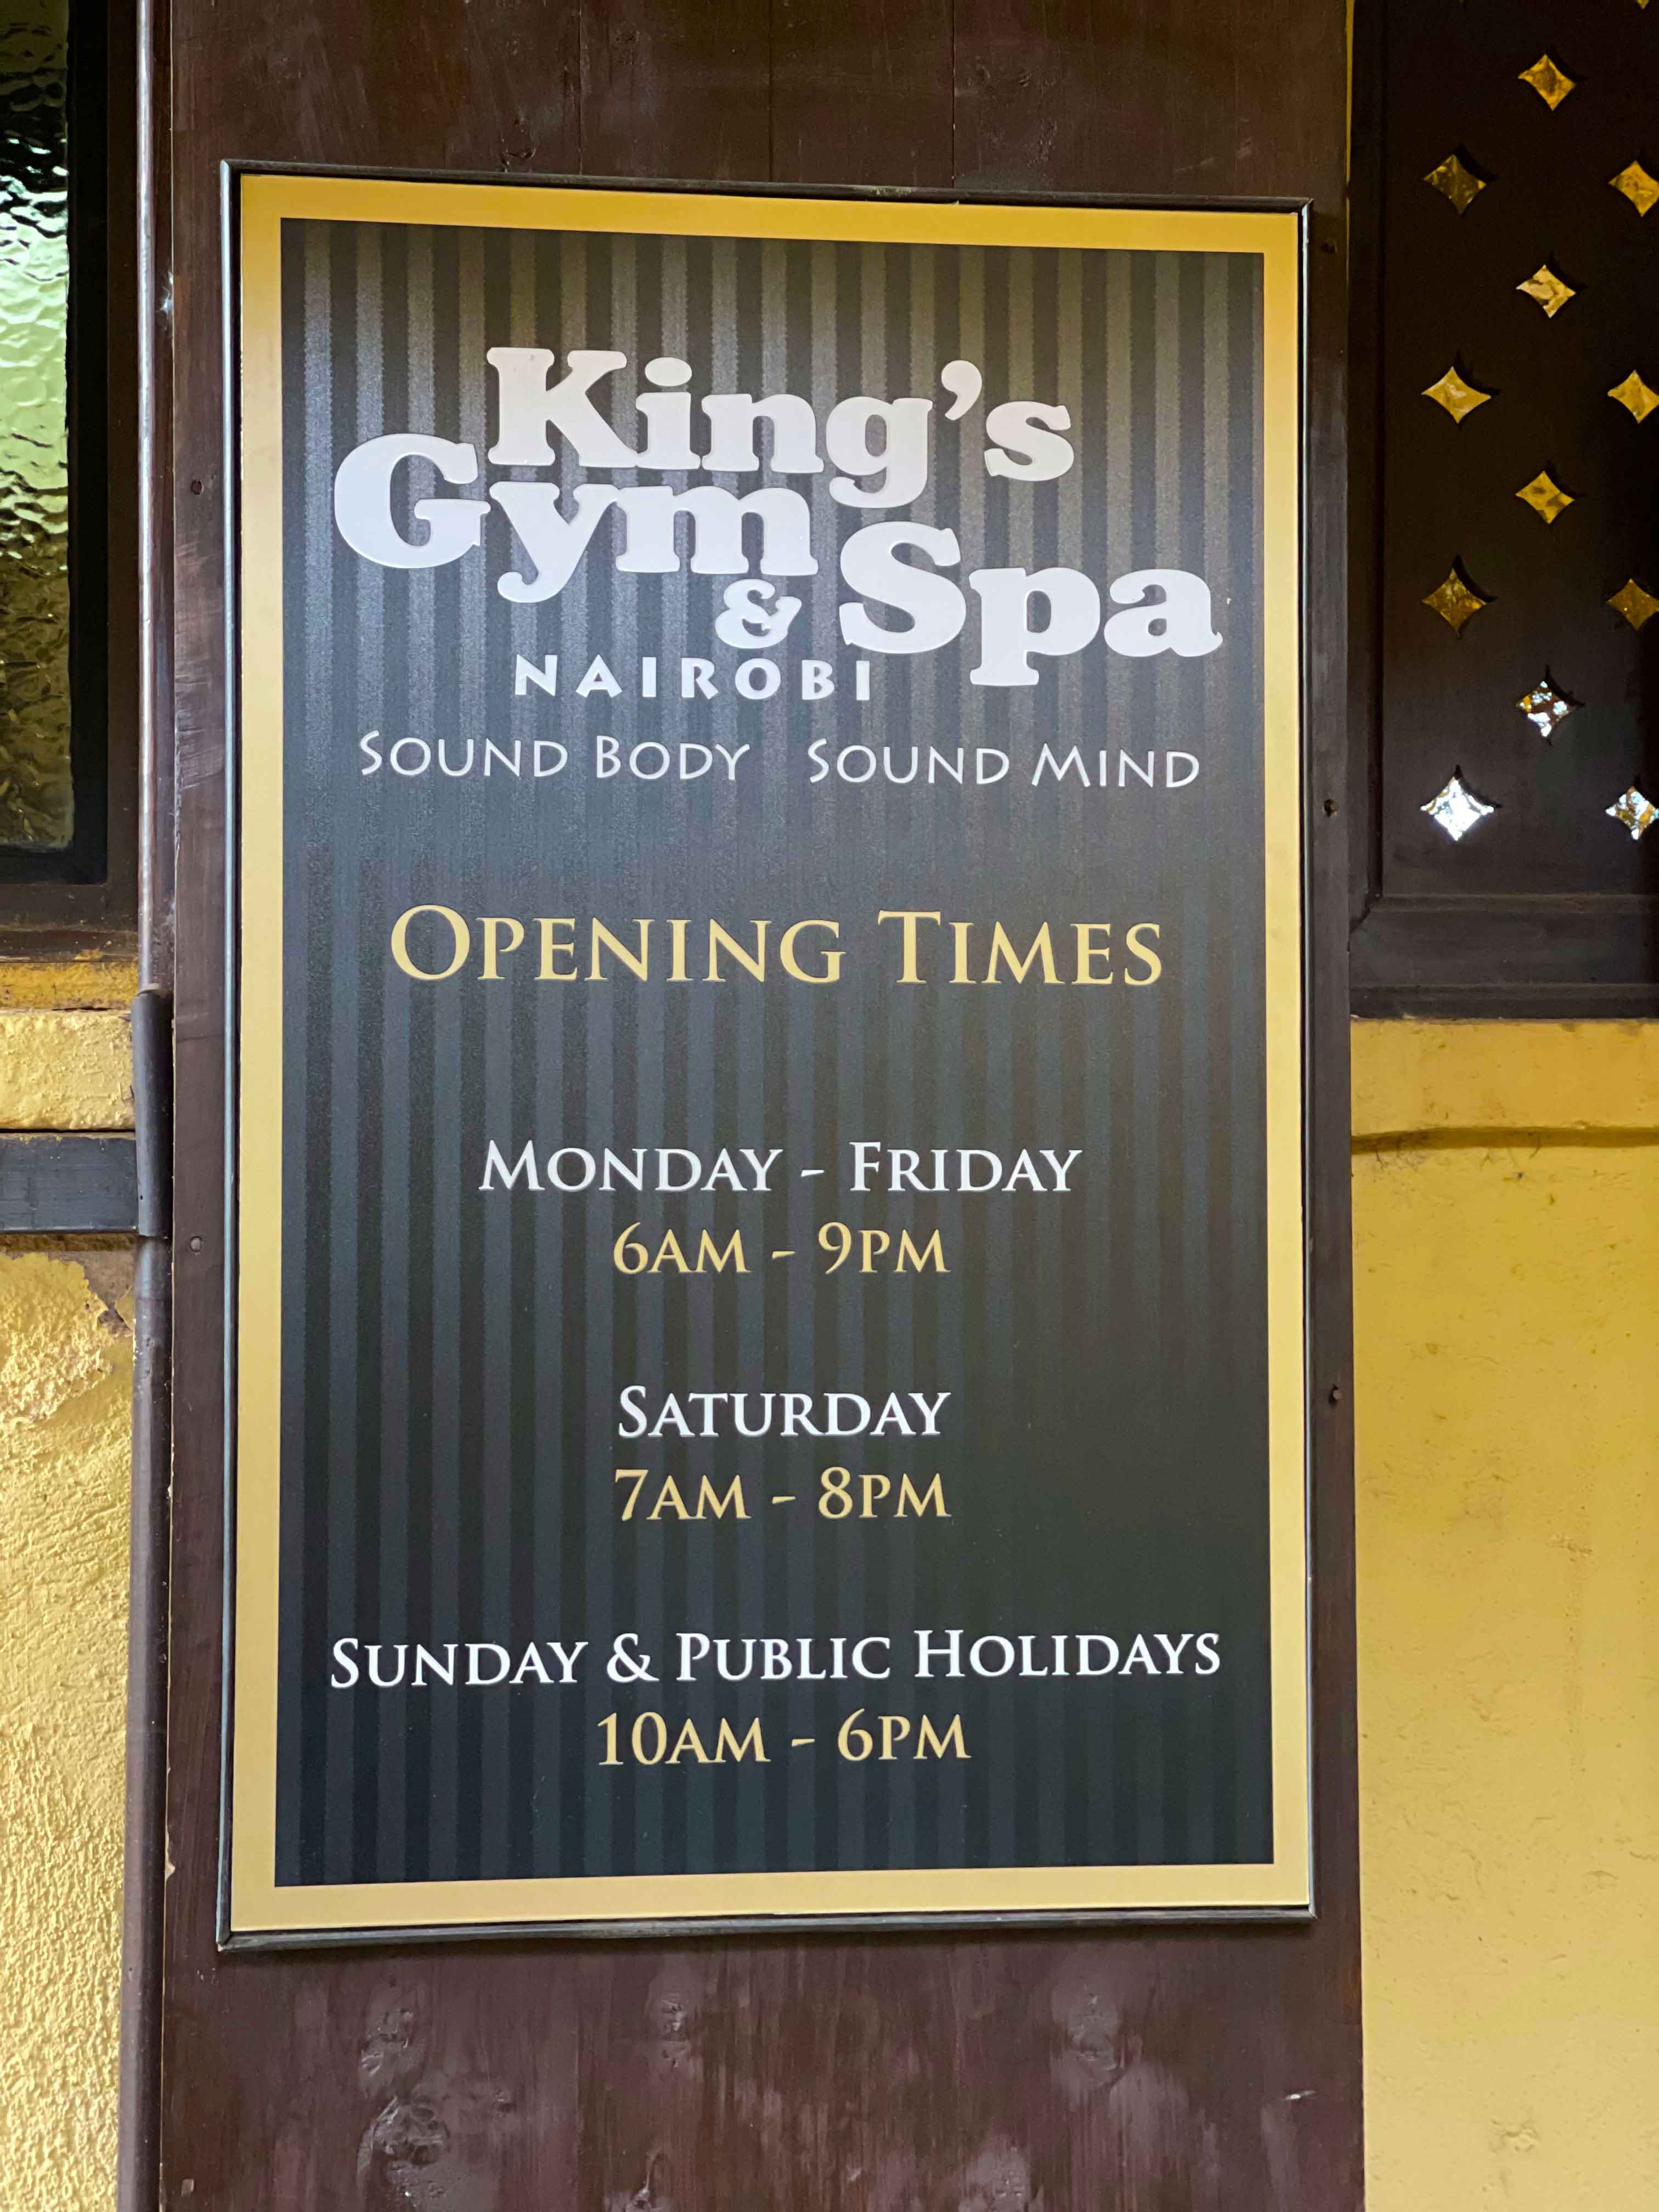 King's
Gym & Spa
NAIROBI
SOUND BODY SOUND MIND
OPENING TIMES
MONDAY - FRIDAY
6AM - 9PM
SATURDAY
7AM - 8PM
SUNDAY & PUBLIC HOLIDAYS
10AM - 6PM